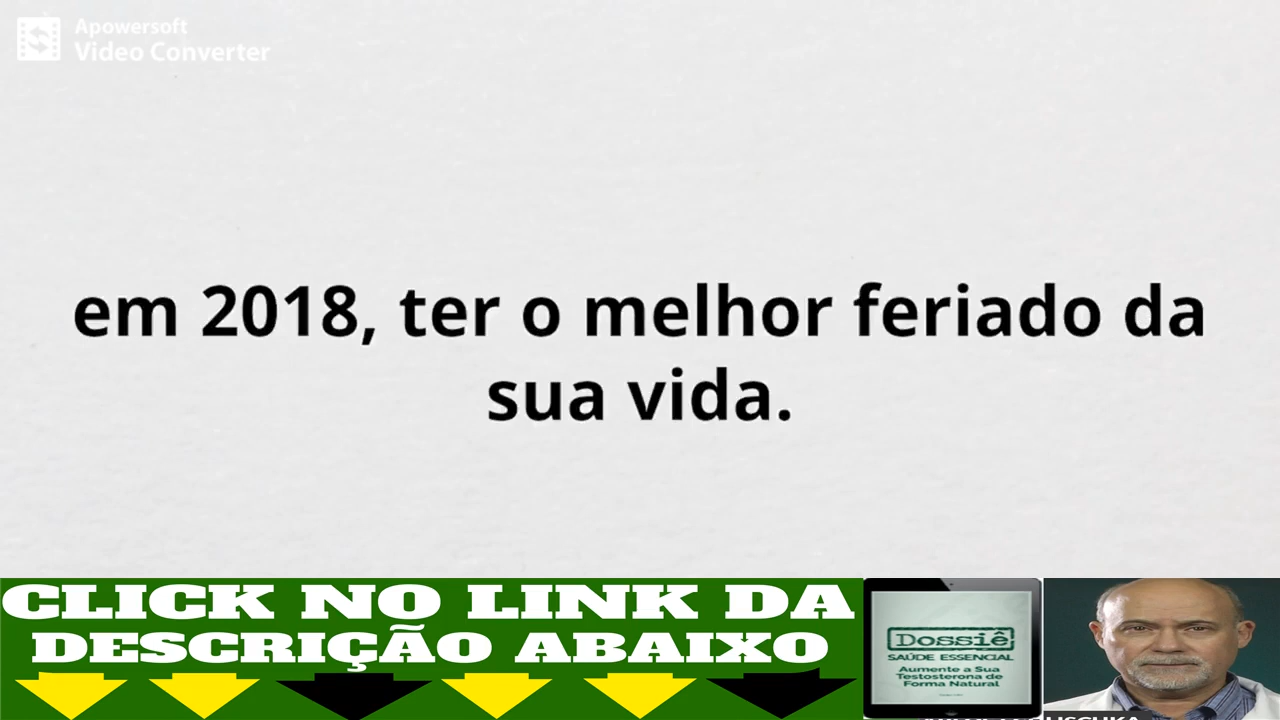 Apowersoft
Video Converter
em 2018, ter o melhor feriado da
sua vida.
CLICK NO LINK DA
DESCRIÇÃO ABAIXO
Dossiê
SAÚDE ESSENCIAL
Aumente a Sua
Testosterona de
Forma Natural